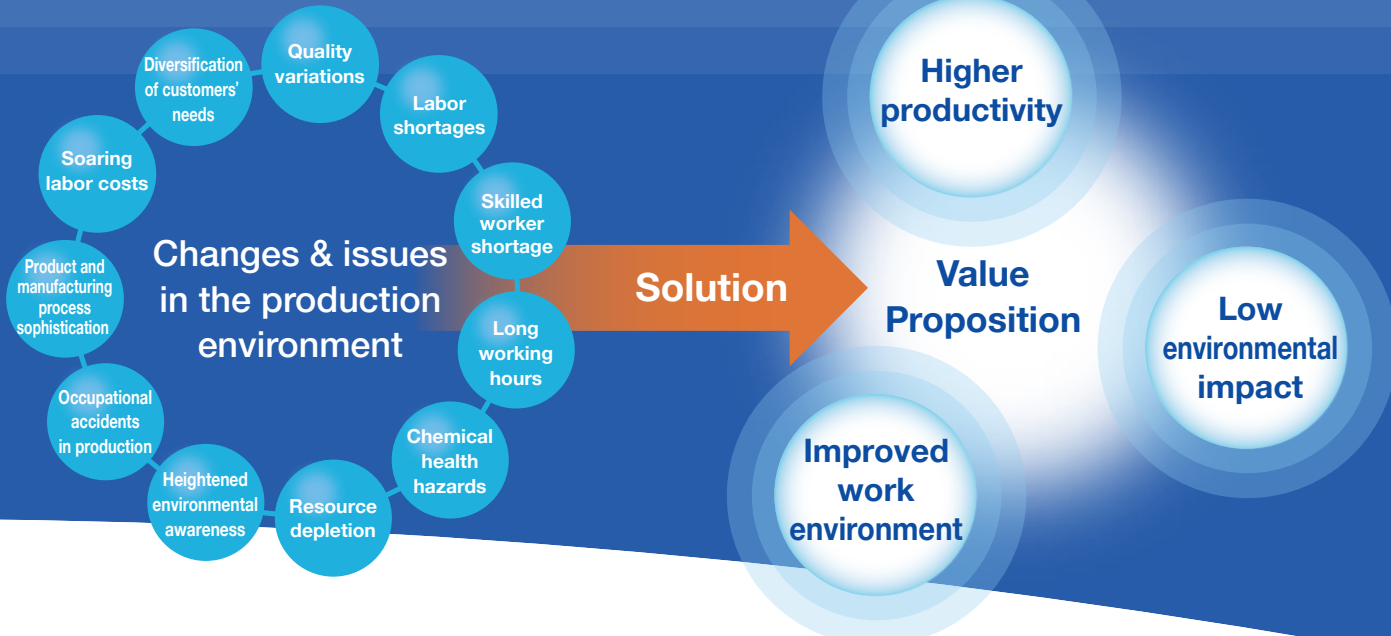 Quality
variations
Diversification
of customers'
needs
Labor
shortages
Soaring
labor costs
Skilled
worker
shortage
Product and
manufacturing
process
sophistication
Changes & issues
in the production
environment
Long
working
hours
Occupational
accidents
in production
Chemical
health
hazards
Heightened
environmental
awareness
Resource
depletion
Solution
Higher
productivity
Value
Proposition
Low
environmental
impact
Improved
work
environment